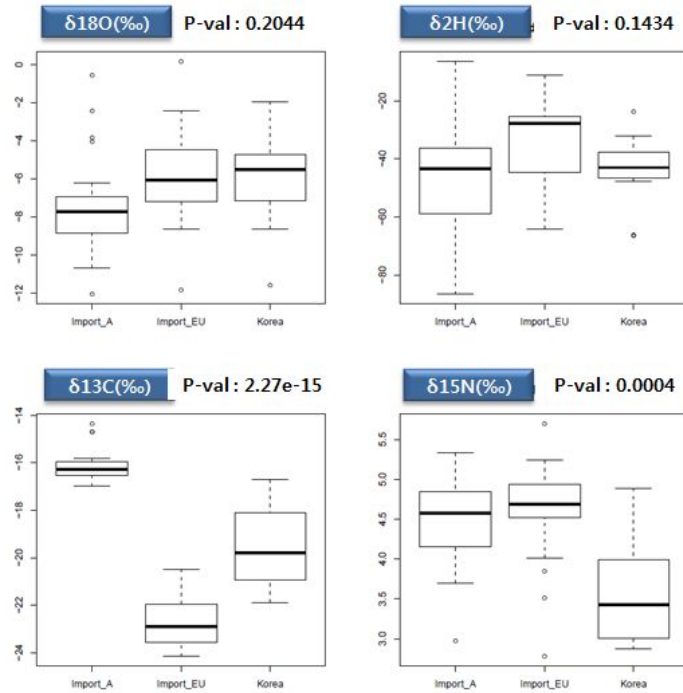 δ18O(‰) P-val : 0.2044
0
-2
-4
-6
-8
-10
-12
Import_A Import_EU Korea
δ2H(‰) P-val : 0.1434
-20
-40
-60
-80
Import_A Import_EU Korea
δ13C(‰) P-val : 2.27e-15
-14
-16
-18
-20
-22
-24
Import_A Import_EU Korea
δ15N(‰) P-val : 0.0004
5.5
5.0
4.5
4.0
3.5
3.0
Import_A Import_EU Korea